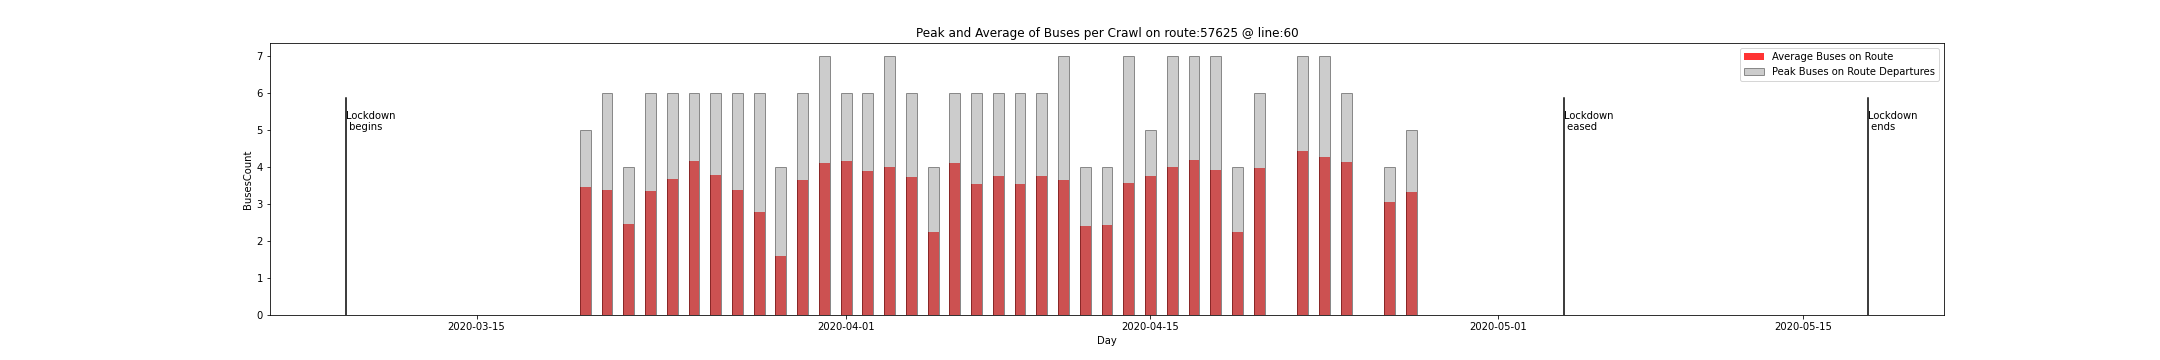 Peak and Average of Buses per Crawl on route:57625 @ line:60
Average Buses on Route
Peak Buses on Route Departures
7
6
5
4
3
2
1
0
BusesCount
Lockdown
begins
Lockdown
eased
Lockdown
ends
2020-03-15
2020-04-01
2020-04-15
2020-05-01
2020-05-15
Day